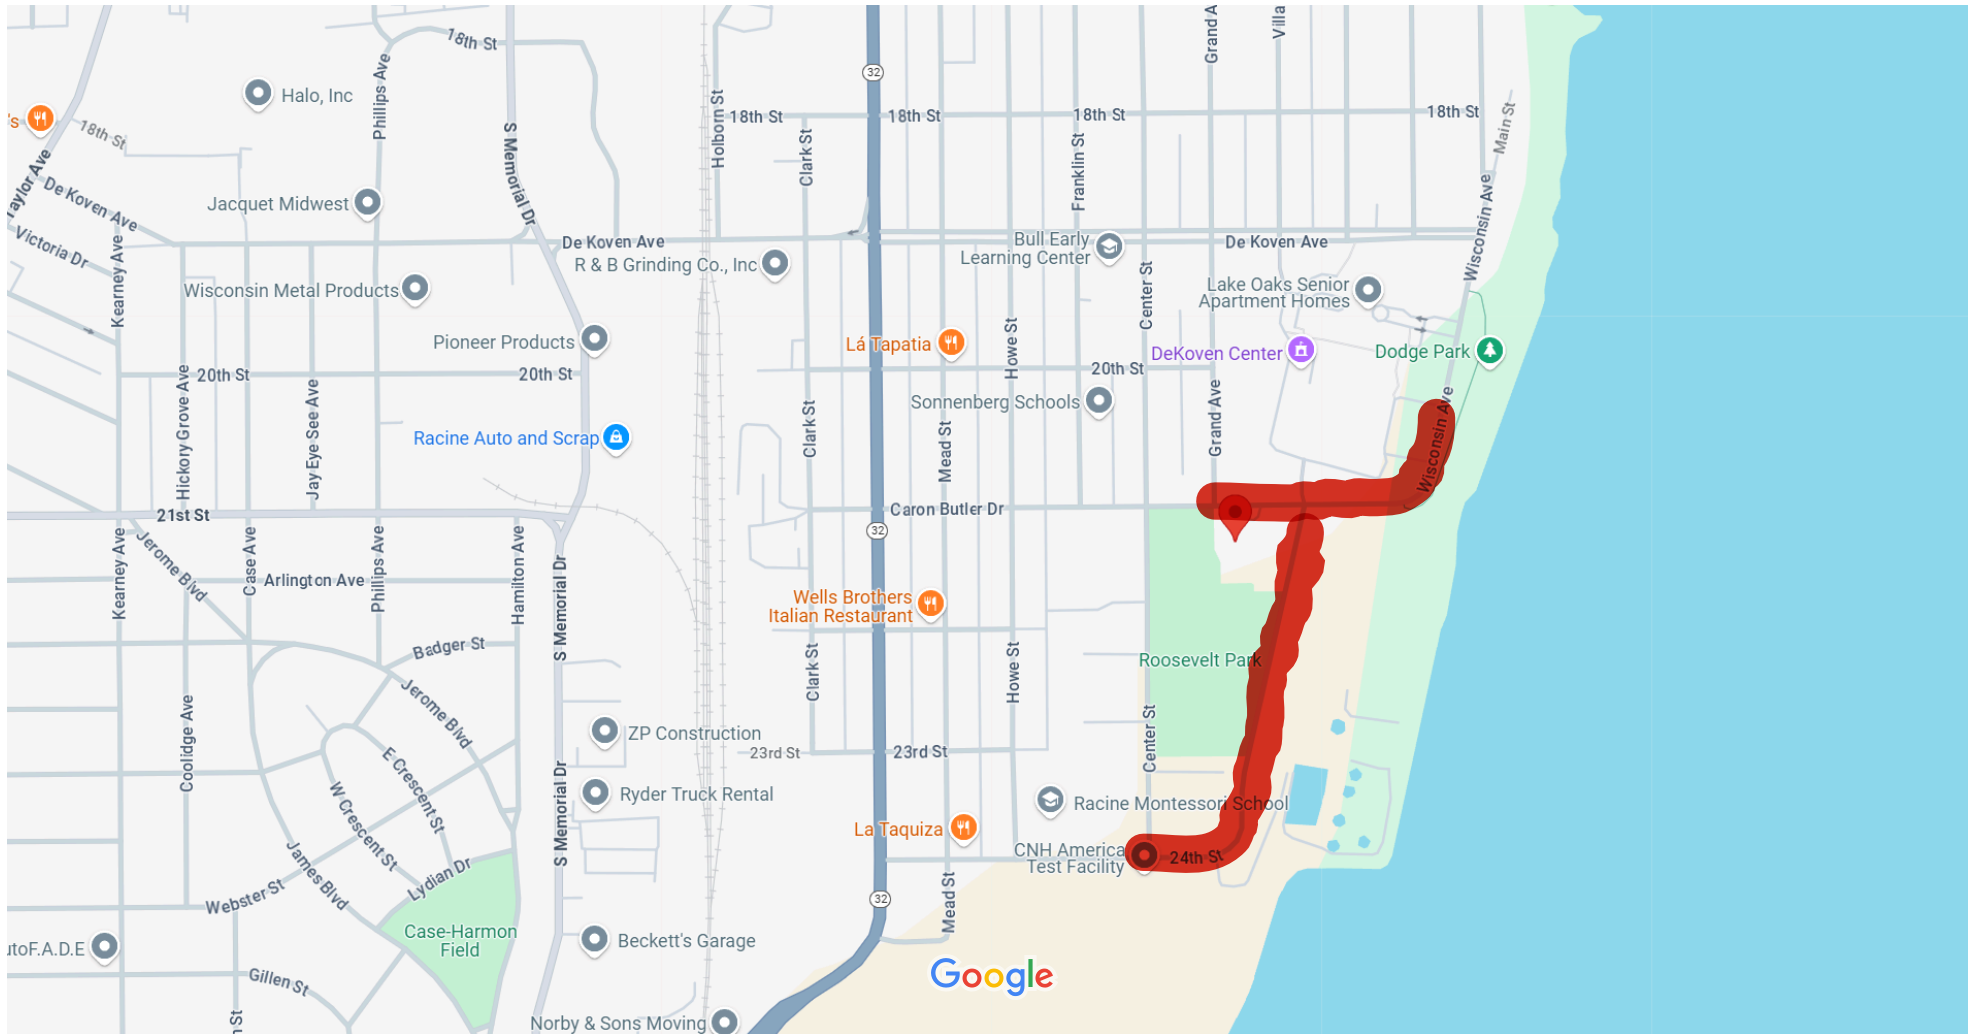 Grand A
Villa
18th St
Phillips Ave
Halo, Inc
32
's
18th St
Holborn St
18th St
18th St
18th St
18th St
Main St
Clark St
Franklin St
S Memorial Dr
Taylor Ave
De Koven Ave
Jacquet Midwest
Wisconsin Ave
Victoria Dr
Kearney Ave
De Koven Ave
R & B Grinding Co., Inc
Bull Early
Learning Center
De Koven Ave
Center St
Wisconsin Metal Products
Lake Oaks Senior
Apartment Homes
Pioneer Products
Lá Tapatia
Howe St
DeKoven Center
Dodge Park
20th St
20th St
20th St
Hickory Grove Ave
Jay Eye See Ave
Sonnenberg Schools
Grand Ave
Wisconsin Ave
Racine Auto and Scrap
Clark St
Mead St
Wisconsin Ave
21st St
Caron Butler Dr
32
Kearney Ave
Jerome Blvd
Case Ave
Phillips Ave
Arlington Ave
Hamilton Ave
S Memorial Dr
Wells Brothers
Italian Restaurant
Badger St
Clark St
Howe St
Roosevelt Park
Coolidge Ave
Jerome Blvd
ZP Construction
23rd St
23rd St
Center St
E Crescent St
W Crescent St
S Memorial Dr
Ryder Truck Rental
Racine Montessori School
La Taquiza
James Blvd
Lydian Dr
CNH America
Test Facility
24th St
Webster St
32
Mead St
Case-Harmon
Field
utoF.A.D.E
Beckett's Garage
Gillen St
Google
n St
Norby & Sons Moving